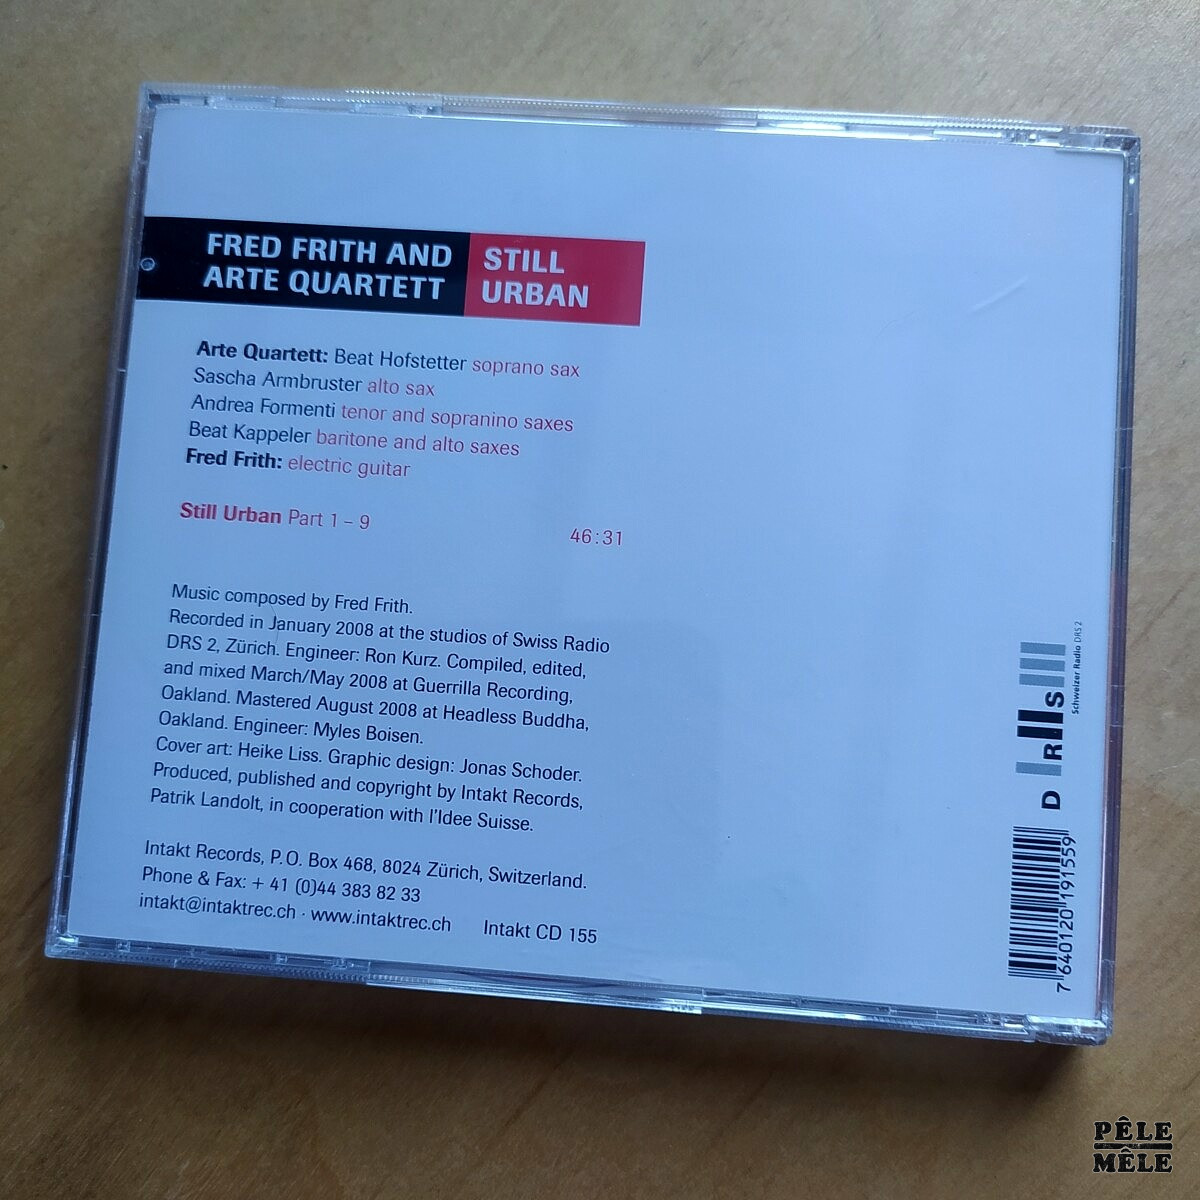 FRED FRITH AND
ARTE QUARTETT
STILL
URBAN
Arte Quartett: Beat Hofstetter soprano sax
Sascha Armbruster alto sax
Andrea Formenti tenor and sopranino saxes
Beat Kappeler baritone and alto saxes
Fred Frith: electric guitar
Still Urban Part 1 – 9
46:31
Music composed by Fred Frith.
Recorded in January 2008 at the studios of Swiss Radio
DRS 2, Zürich. Engineer: Ron Kurz. Compiled, edited,
and mixed March/May 2008 at Guerrilla Recording,
Oakland. Mastered August 2008 at Headless Buddha,
Oakland. Engineer: Myles Boisen.
Cover art: Heike Liss. Graphic design: Jonas Schoder.
Produced, published and copyright by Intakt Records,
Patrik Landolt, in cooperation with l'Idee Suisse.
Intakt Records, P.O. Box 468, 8024 Zürich, Switzerland.
Phone & Fax: + 41 (0)44 383 82 33
intakt@intaktrec.ch · www.intaktrec.ch
Intakt CD 155
D R S
Schweizer Radio DRS 2
7 640120 191559
PÊLE
MÊLE